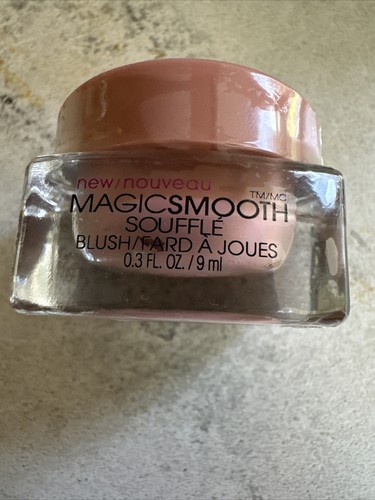 new/nouveau
MAGICSMOOTH TM/MC
SOUFFLÉ
BLUSH/FARD À JOUES
0.3 FL. OZ. / 9 ml